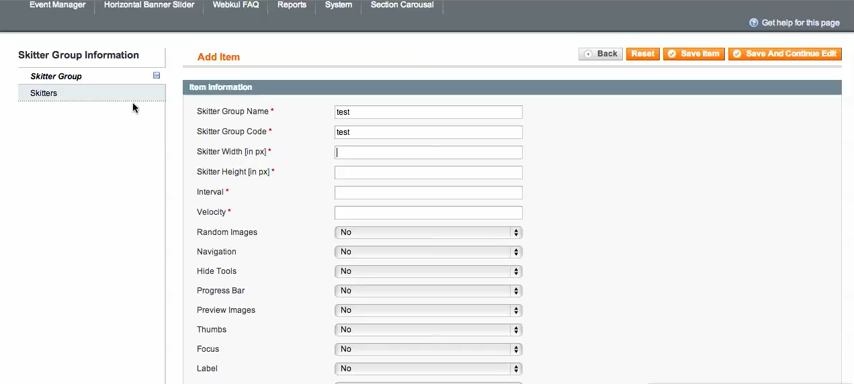 Event Manager Horizontal Banner Slider Webkul FAQ Reports System Section Carousal
Get help for this page
Skitter Group Information
Skitter Group
Skitters
Add Item
Back Reset Save Item Save And Continue Edit
Item Information
Skitter Group Name * test
Skitter Group Code * test
Skitter Width [in px] *
Skitter Height [in px] *
Interval *
Velocity *
Random Images No
Navigation No
Hide Tools No
Progress Bar No
Preview Images No
Thumbs No
Focus No
Label No